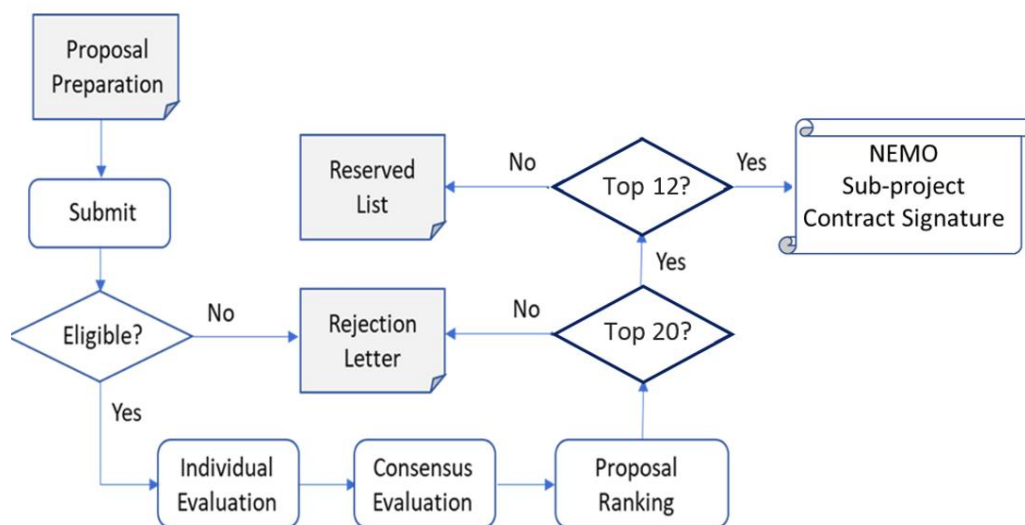 Proposal
Preparation
Submit
Eligible?
No
Yes
Rejection
Letter
Individual
Evaluation
Consensus
Evaluation
Proposal
Ranking
Top 20?
No
Yes
Top 12?
No
Reserved
List
Yes
NEMO
Sub-project
Contract Signature